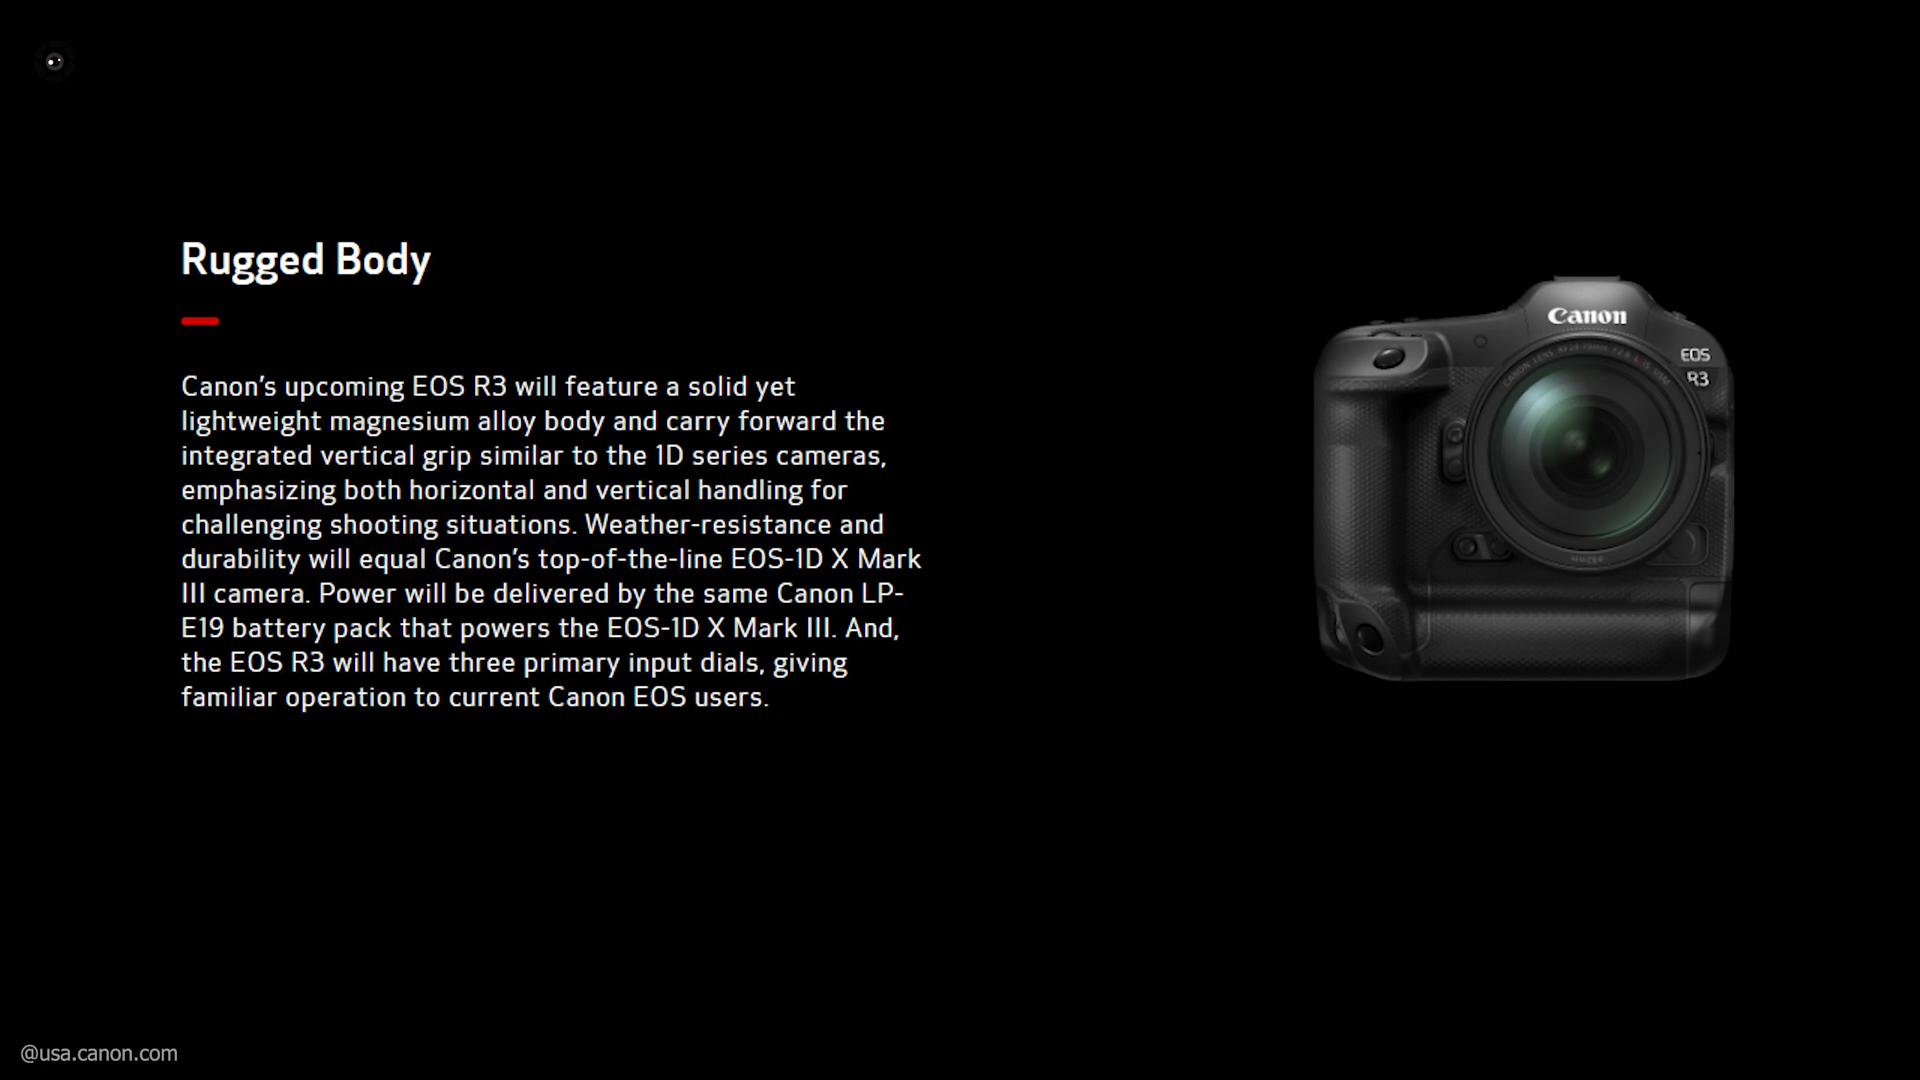 Rugged Body
Canon's upcoming EOS R3 will feature a solid yet
lightweight magnesium alloy body and carry forward the
integrated vertical grip similar to the 1D series cameras,
emphasizing both horizontal and vertical handling for
challenging shooting situations. Weather-resistance and
durability will equal Canon's top-of-the-line EOS-1D X Mark
III camera. Power will be delivered by the same Canon LP-
E19 battery pack that powers the EOS-1D X Mark III. And,
the EOS R3 will have three primary input dials, giving
familiar operation to current Canon EOS users.
Canon
EOS
R3
CANON LENS
@usa.canon.com